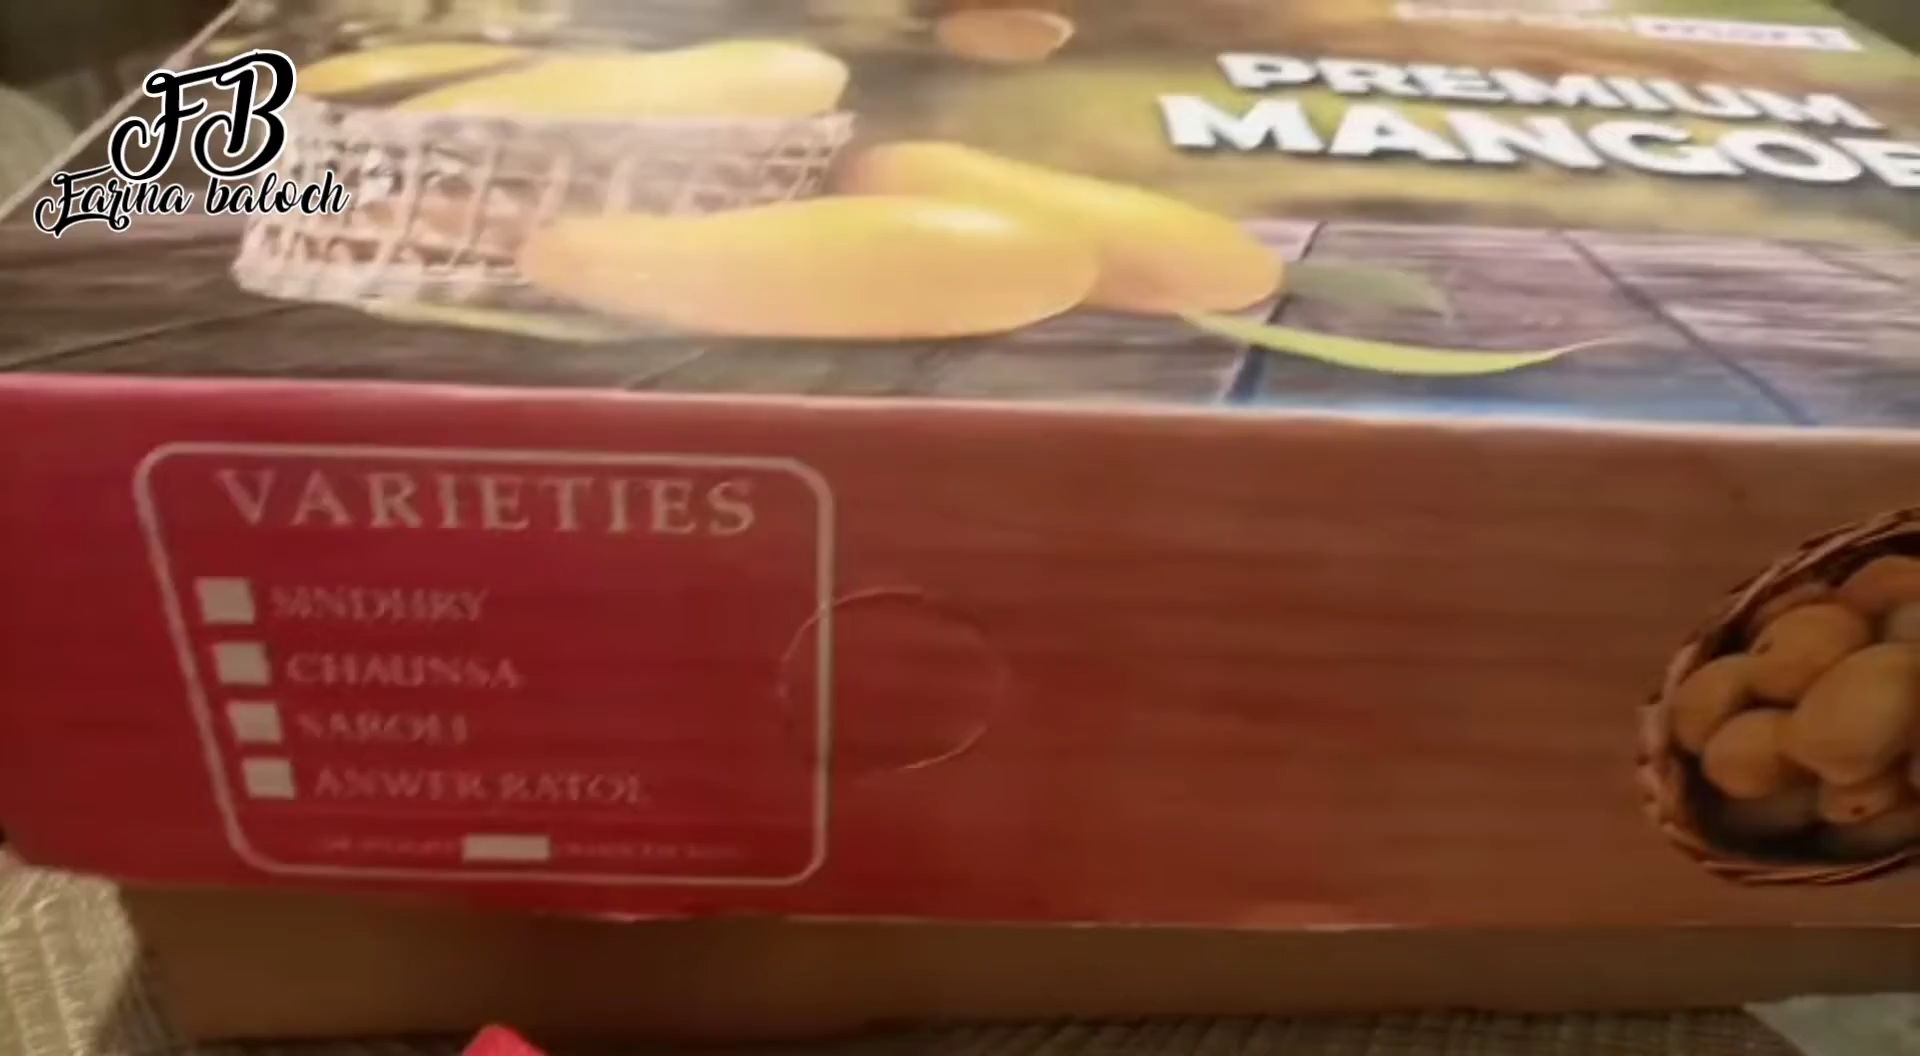 FB
Farina baloch
PREMIUM
MANGOE
VARIETIES
SINDHRY
CHAUNSA
SAROLI
ANWER RATOL